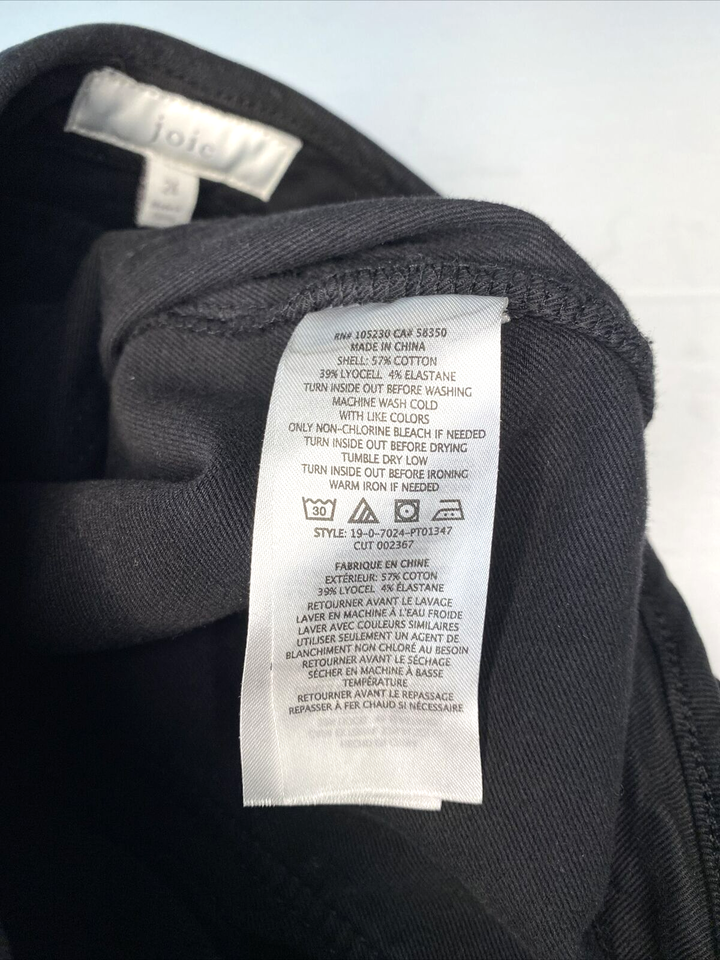 joie
RN# 105230 CA# 58350
MADE IN CHINA
SHELL: 57% COTTON
39% LYOCELL 4% ELASTANE
TURN INSIDE OUT BEFORE WASHING
MACHINE WASH COLD
WITH LIKE COLORS
ONLY NON-CHLORINE BLEACH IF NEEDED
TURN INSIDE OUT BEFORE DRYING
TUMBLE DRY LOW
TURN INSIDE OUT BEFORE IRONING
WARM IRON IF NEEDED
30
STYLE: 19-0-7024-PT01347
CUT 002367
FABRIQUE EN CHINE
EXTÉRIEUR: 57% COTON
39% LYOCEL 4% ÉLASTANE
RETOURNER AVANT LE LAVAGE
LAVER EN MACHINE À L'EAU FROIDE
LAVER AVEC COULEURS SIMILAIRES
UTILISER SEULEMENT UN AGENT DE
BLANCHIMENT NON CHLORÉ AU BESOIN
RETOURNER AVANT LE SÉCHAGE
SÉCHER EN MACHINE À BASSE
TEMPÉRATURE
RETOURNER AVANT LE REPASSAGE
REPASSER À FER CHAUD SI NÉCESSAIRE